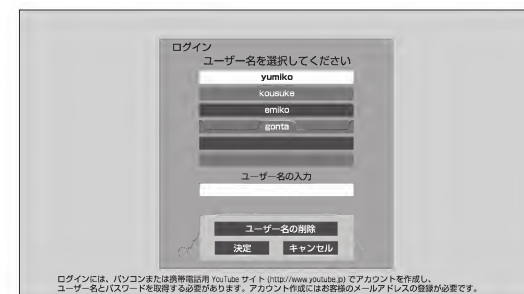 ログイン
ユーザー名を選択してください
yumiko
kousuke
emiko
gonta
ユーザー名の入力
ユーザー名の削除
決定 キャンセル
ログインには、パソコンまたは携帯電話用 YouTube サイト (http://www.youtube.jp) でアカウントを作成し、
ユーザー名とパスワードを取得する必要があります。アカウント作成にはお客様のメールアドレスの登録が必要です。